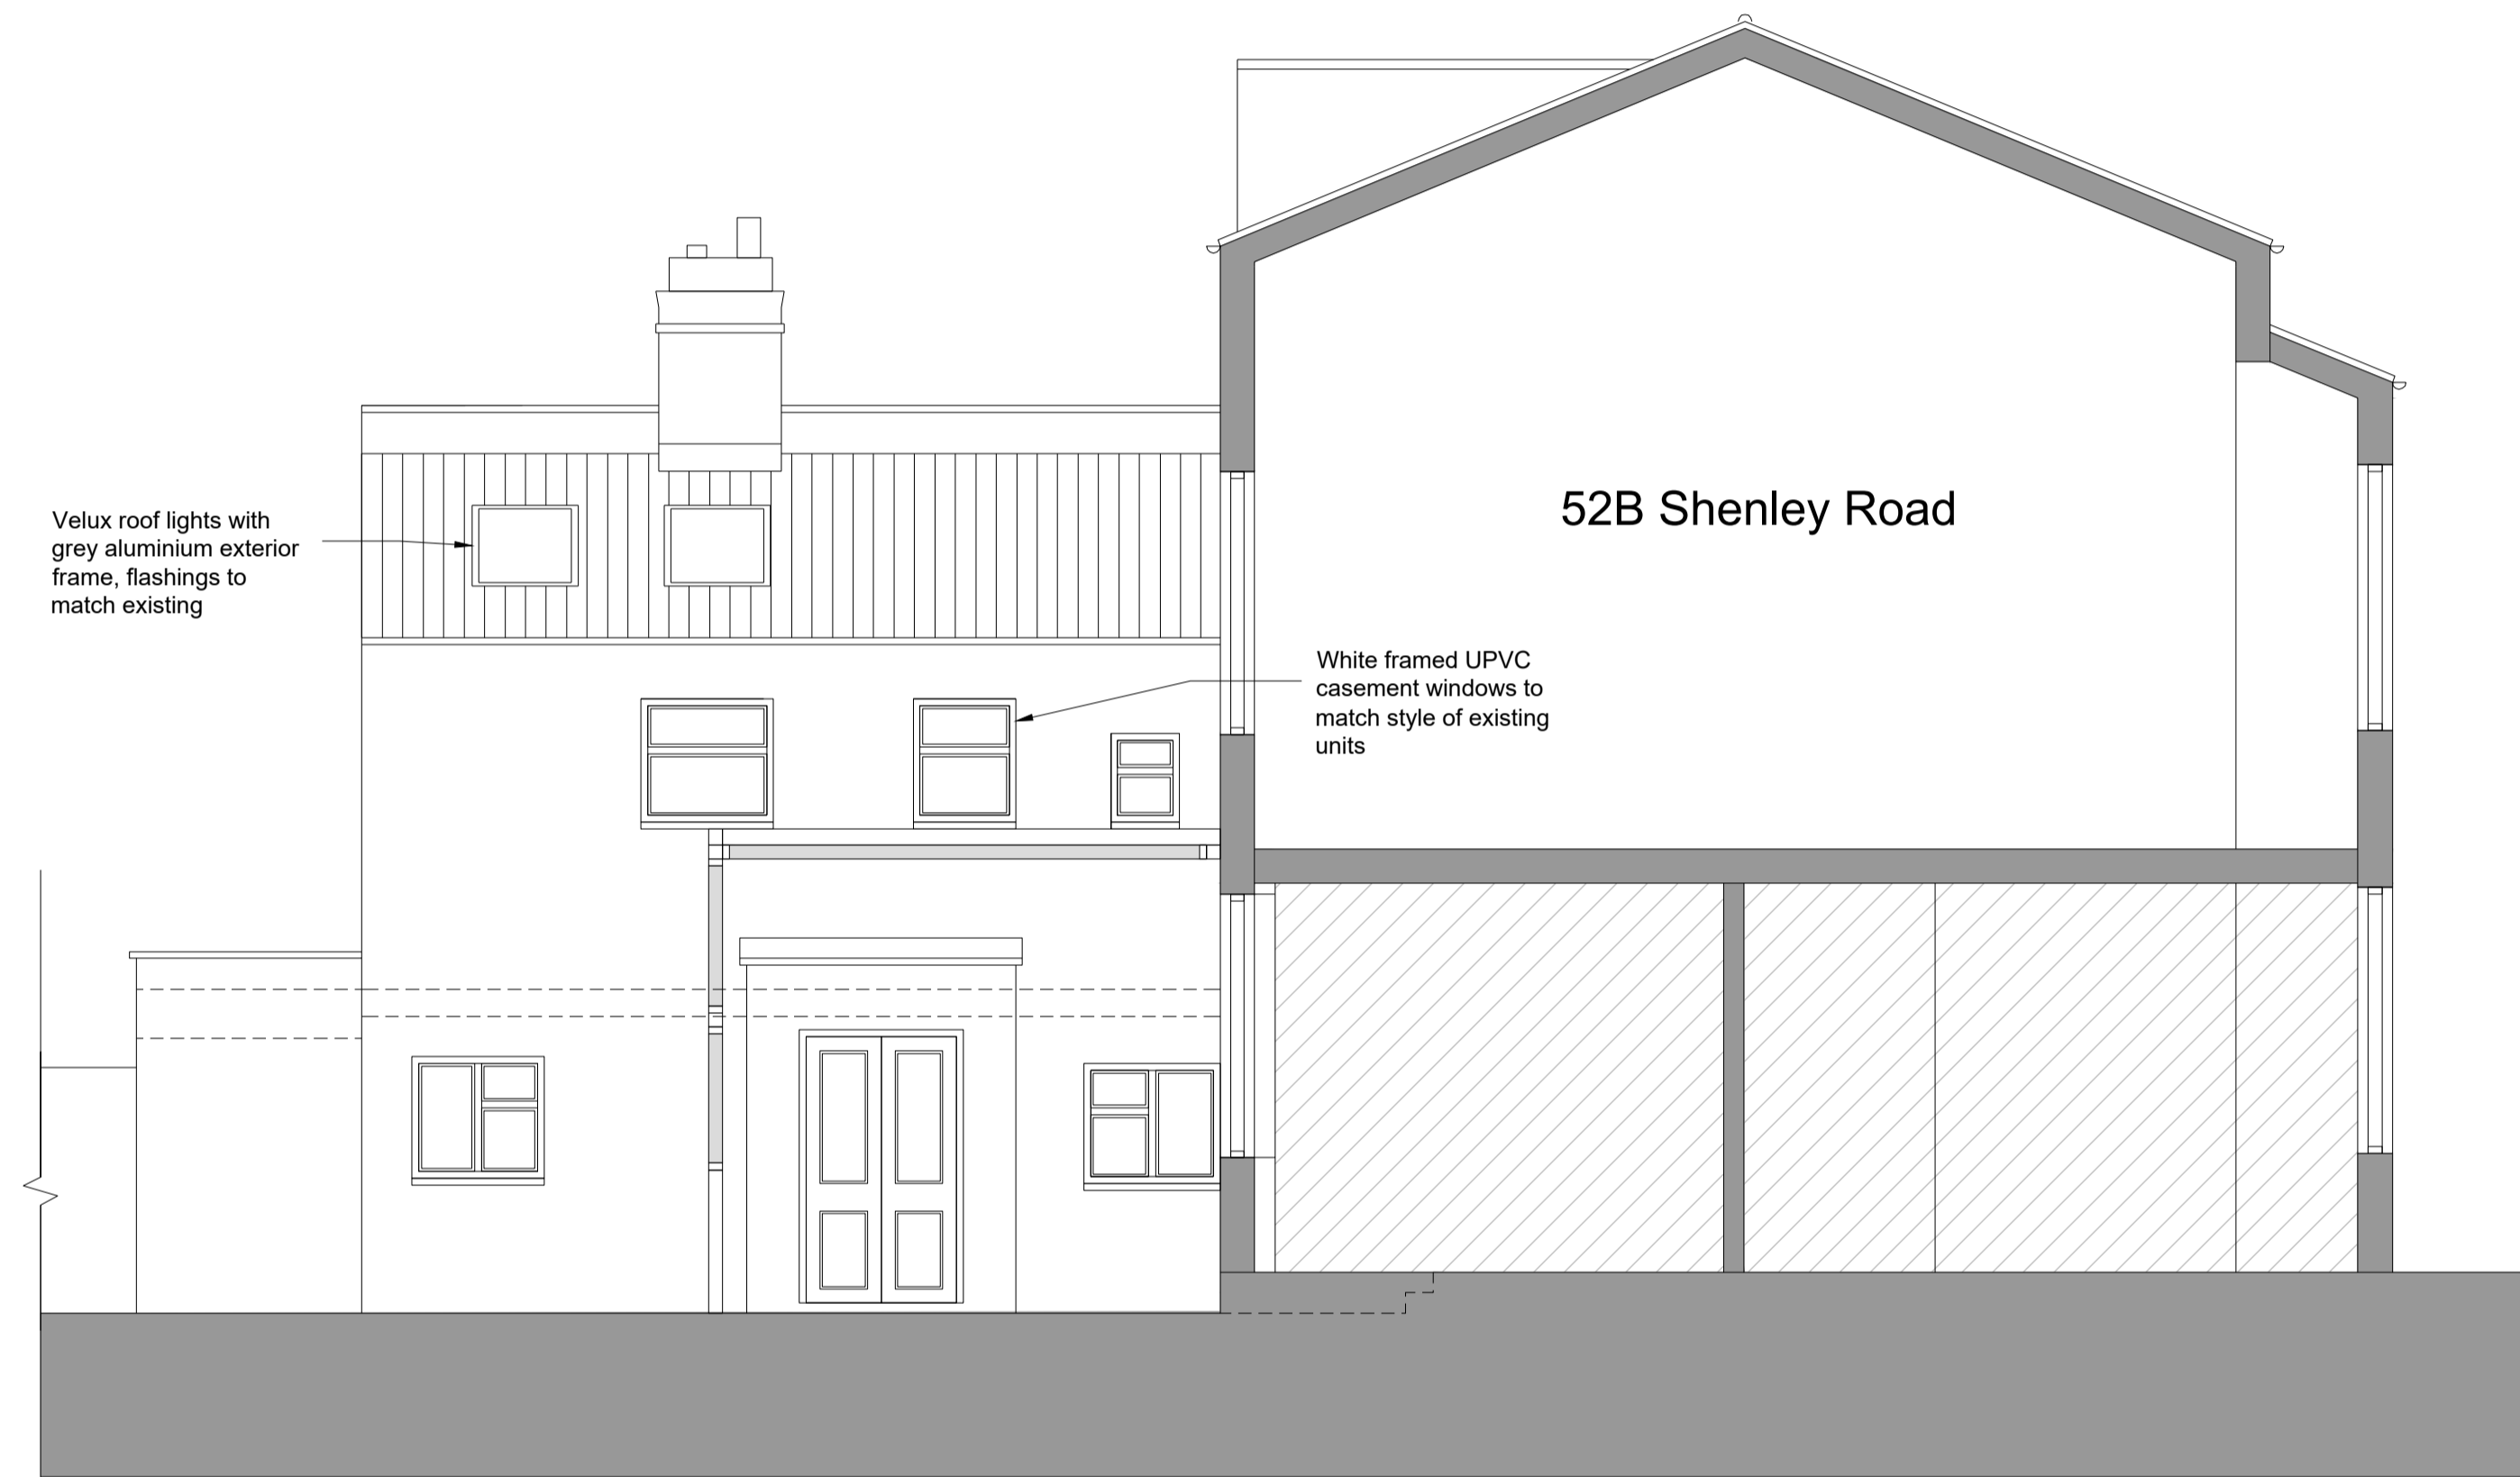 52B Shenley Road
Velux roof lights with
grey aluminium exterior
frame, flashings to
match existing
White framed UPVC
casement windows to
match style of existing
units